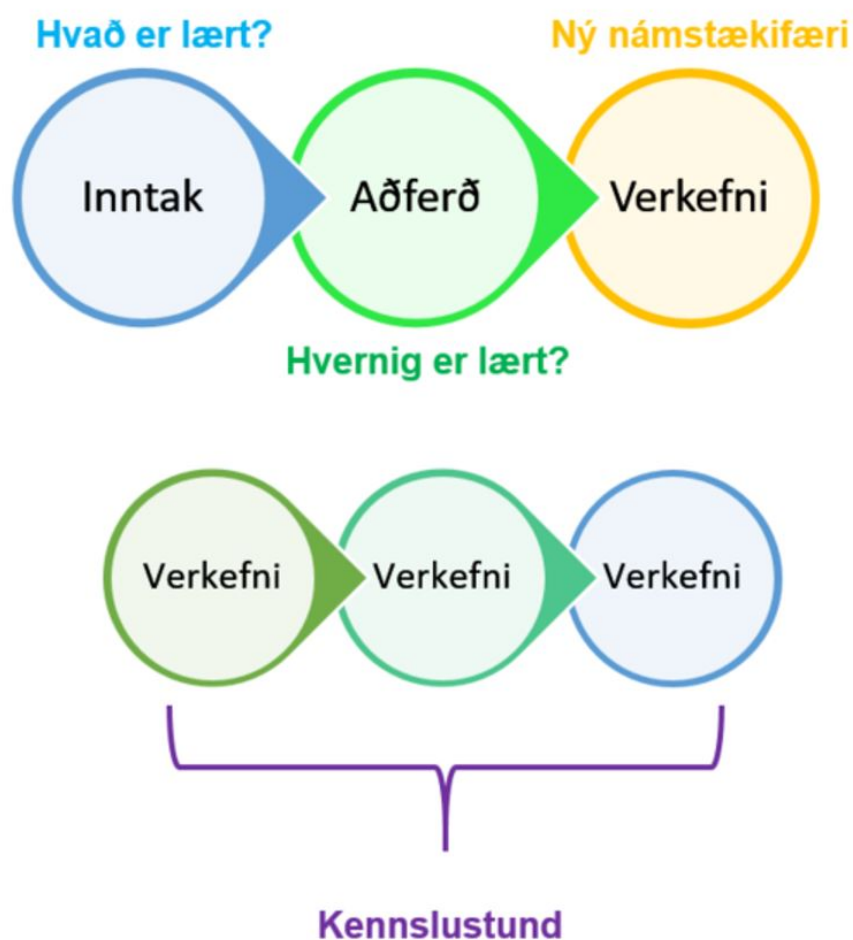 Hvað er lært?
Ný námstækifæri
Inntak
Aðferð
Verkefni
Hvernig er lært?
Verkefni
Verkefni
Verkefni
Kennslustund